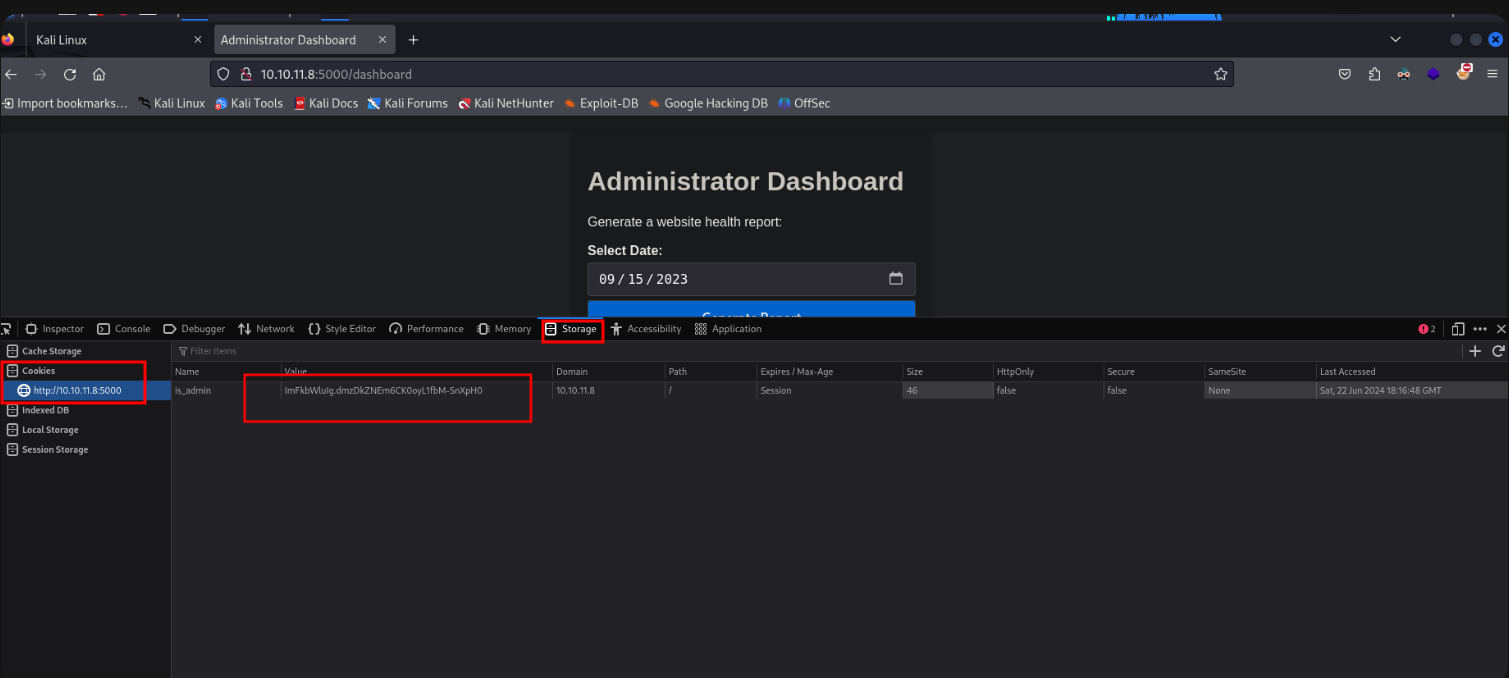 Kali Linux × Administrator Dashboard × +
10.10.11.8:5000/dashboard
Import bookmarks... Kali Linux Kali Tools Kali Docs Kali Forums Kali NetHunter Exploit-DB Google Hacking DB OffSec
Administrator Dashboard
Generate a website health report:
Select Date:
09/15/2023
Generate Report
Inspector Console Debugger Network {} Style Editor Performance Memory Storage Accessibility Application 2
Cache Storage Filter Items
Cookies Name Value Domain Path Expires / Max-Age Size HttpOnly Secure SameSite Last Accessed
http://10.10.11.8:5000 is_admin ImFkbWluIg.dmzDkZNEm6CK0oyL1fbM-SnXpH0 10.10.11.8 / Session 46 false false None Sat, 22 Jun 2024 18:16:48 GMT
Indexed DB
Local Storage
Session Storage